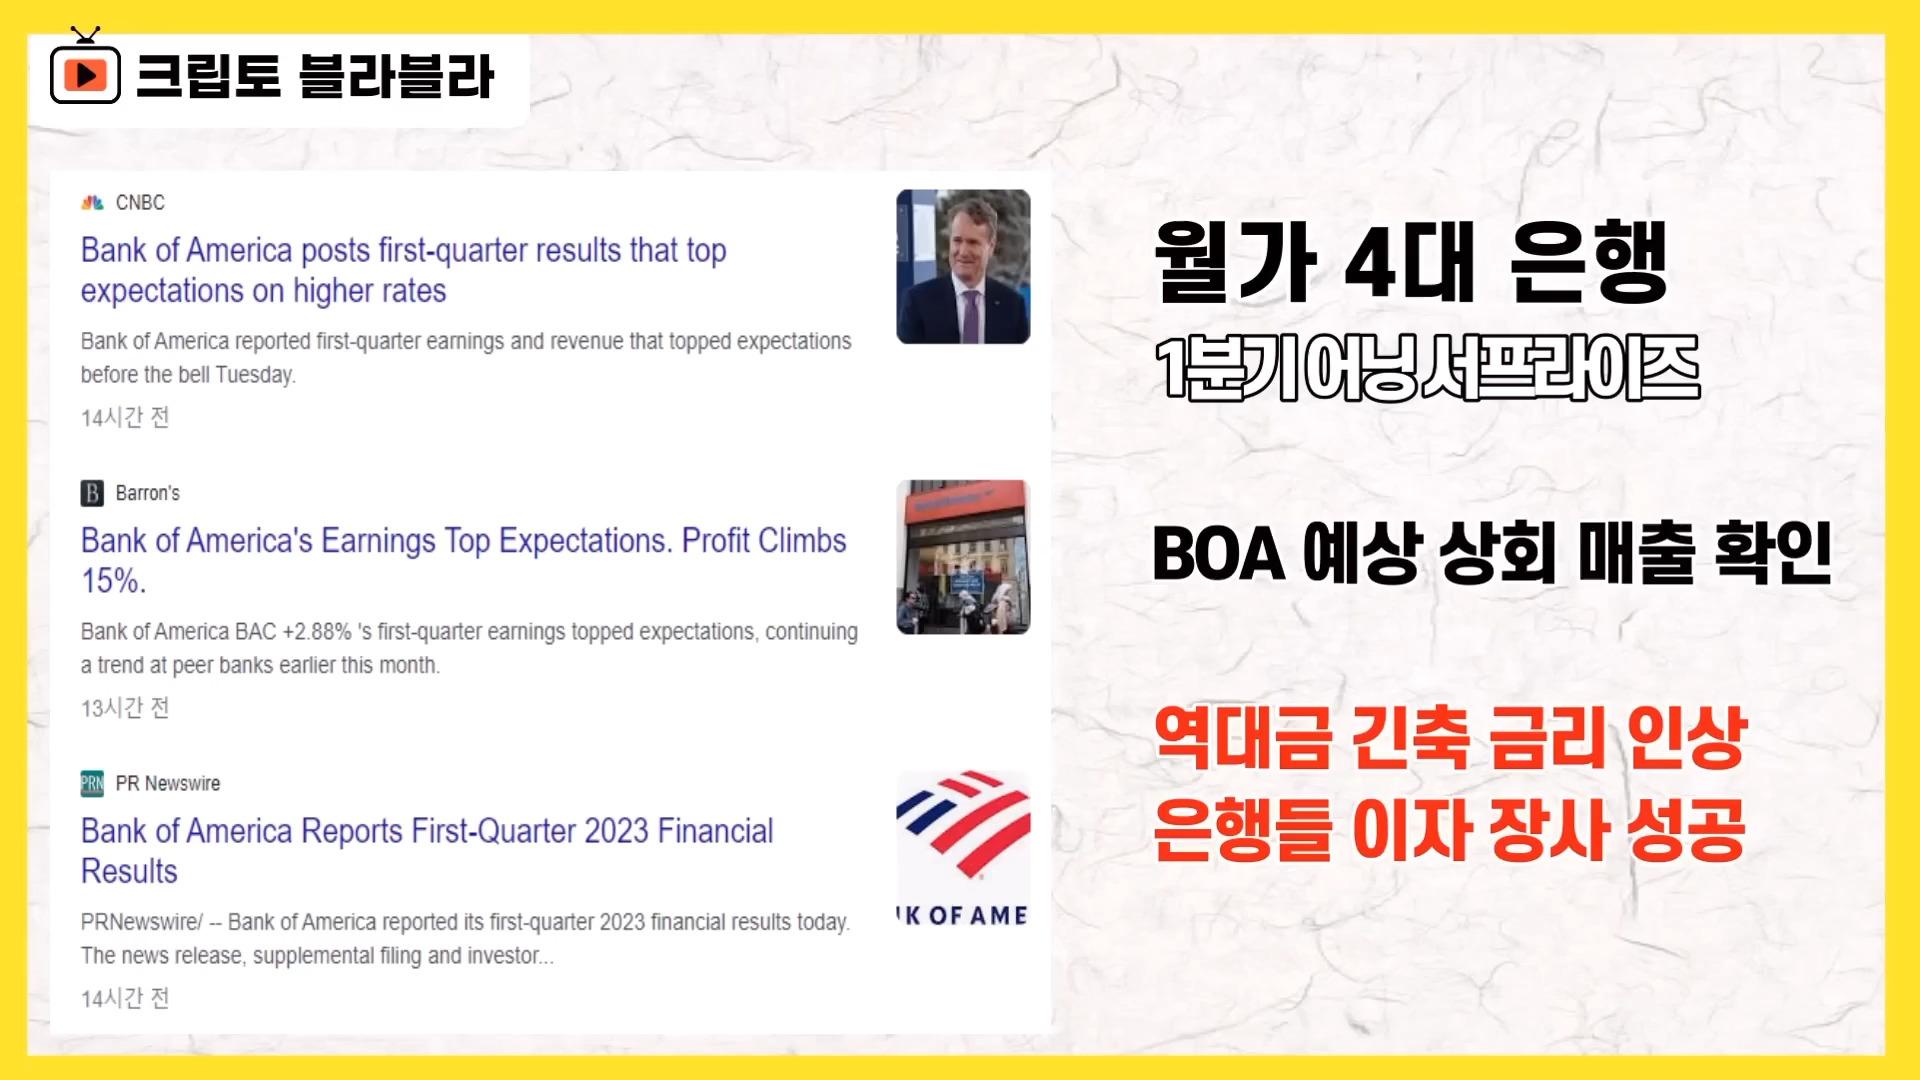 크립토 블라블라
CNBC
Bank of America posts first-quarter results that top
expectations on higher rates
Bank of America reported first-quarter earnings and revenue that topped expectations
before the bell Tuesday.
14시간 전
B Barron's
Bank of America's Earnings Top Expectations. Profit Climbs
15%.
Bank of America BAC +2.88% 's first-quarter earnings topped expectations, continuing
a trend at peer banks earlier this month.
13시간 전
PRN PR Newswire
Bank of America Reports First-Quarter 2023 Financial
Results
PRNewswire/ -- Bank of America reported its first-quarter 2023 financial results today.
The news release, supplemental filing and investor...
14시간 전
K OF AME
월가 4대 은행
1분기 어닝 서프라이즈
BOA 예상 상회 매출 확인
역대금 긴축 금리 인상
은행들 이자 장사 성공